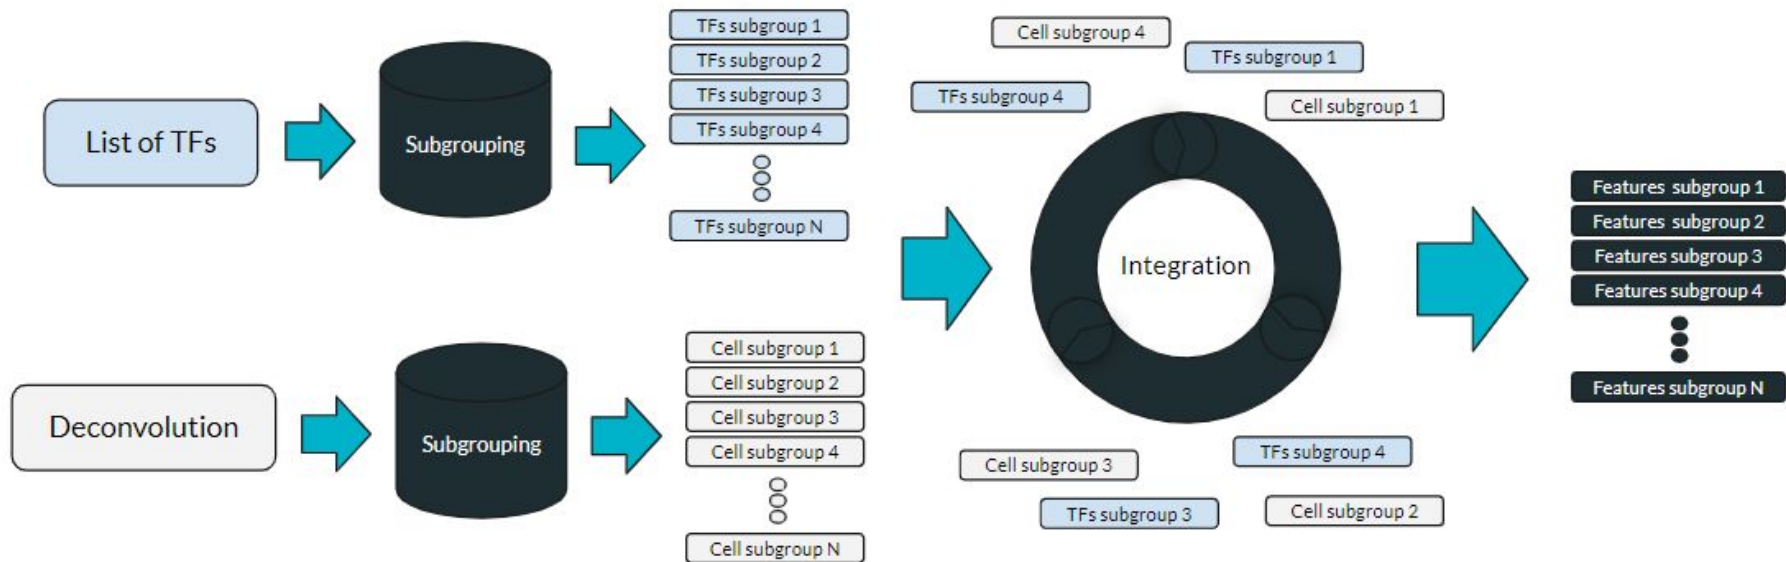 List of TFs
Subgrouping
TFs subgroup 1
TFs subgroup 2
TFs subgroup 3
TFs subgroup 4
TFs subgroup N
Deconvolution
Subgrouping
Cell subgroup 1
Cell subgroup 2
Cell subgroup 3
Cell subgroup 4
Cell subgroup N
Cell subgroup 4
TFs subgroup 1
TFs subgroup 4
Cell subgroup 1
Integration
TFs subgroup 4
Cell subgroup 3
TFs subgroup 3
Cell subgroup 2
Features subgroup 1
Features subgroup 2
Features subgroup 3
Features subgroup 4
Features subgroup N